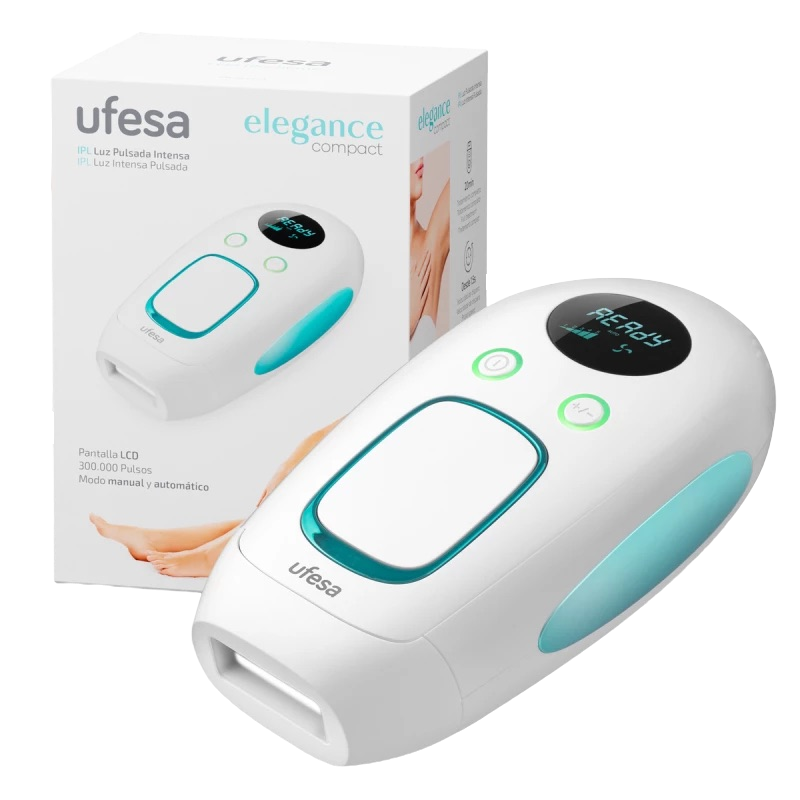 ufesa
ufesa
elegance
compact
IPL Luz Pulsada Intensa
IPL Luz Intensa Pulsada
READY
ufesa
Pantalla LCD
300.000 Pulsos
Modo manual y automático
elegance
compact
READY
+/-
ufesa